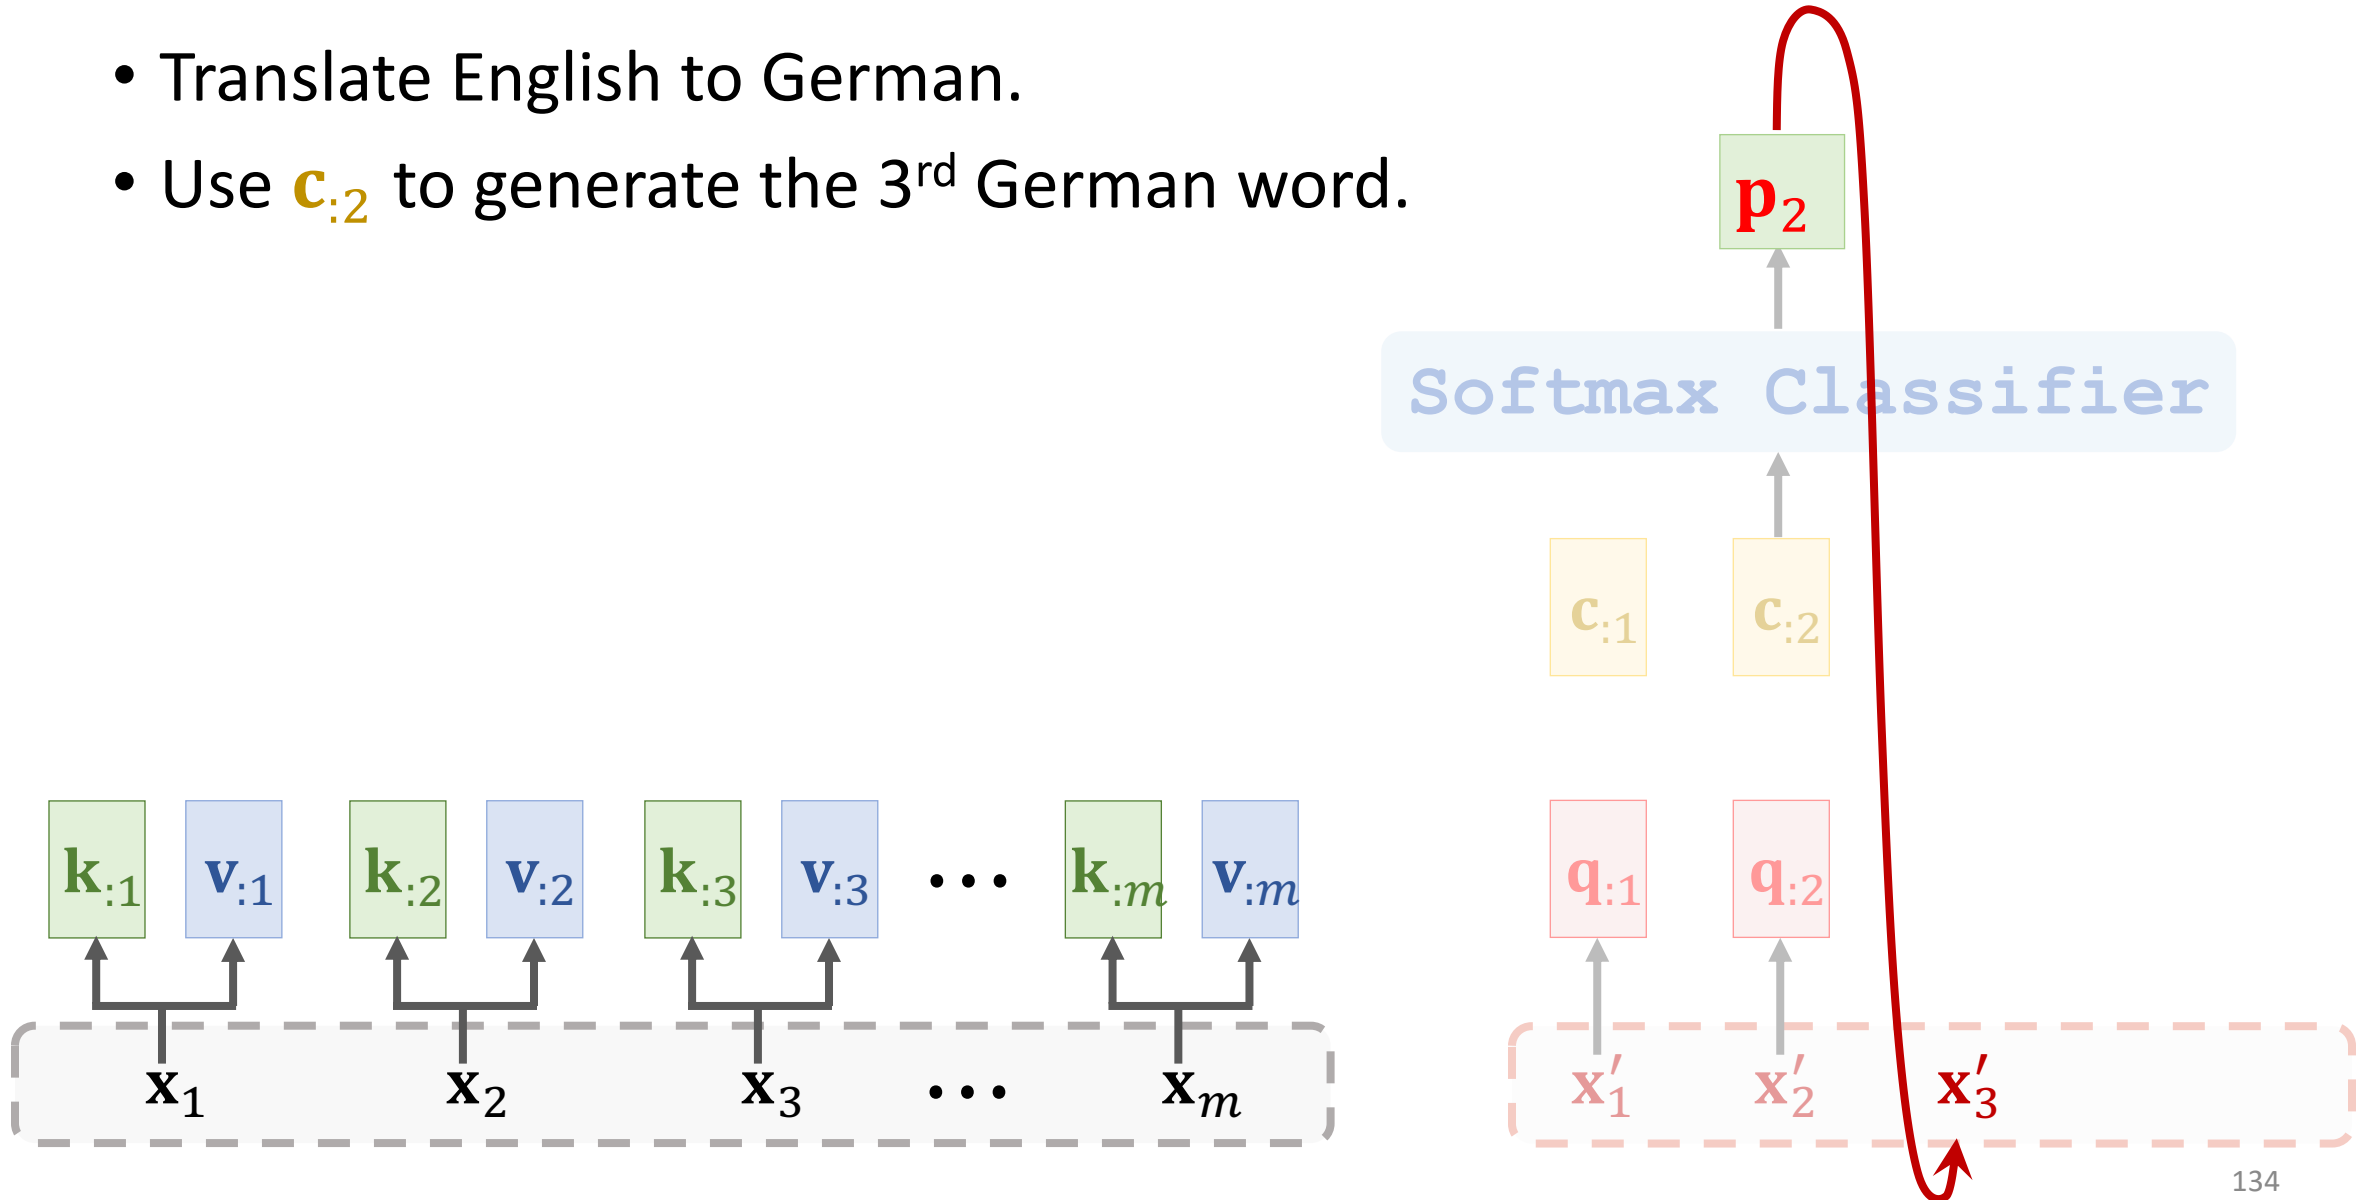 • Translate English to German.
• Use c:2 to generate the 3rd German word.
p2
Softmax Classifier
c:1 c:2
k:1 v:1 k:2 v:2 k:3 v:3 ··· k:m v:m q:1 q:2
x1 x2 x3 ··· xm x′1 x′2 x′3
134